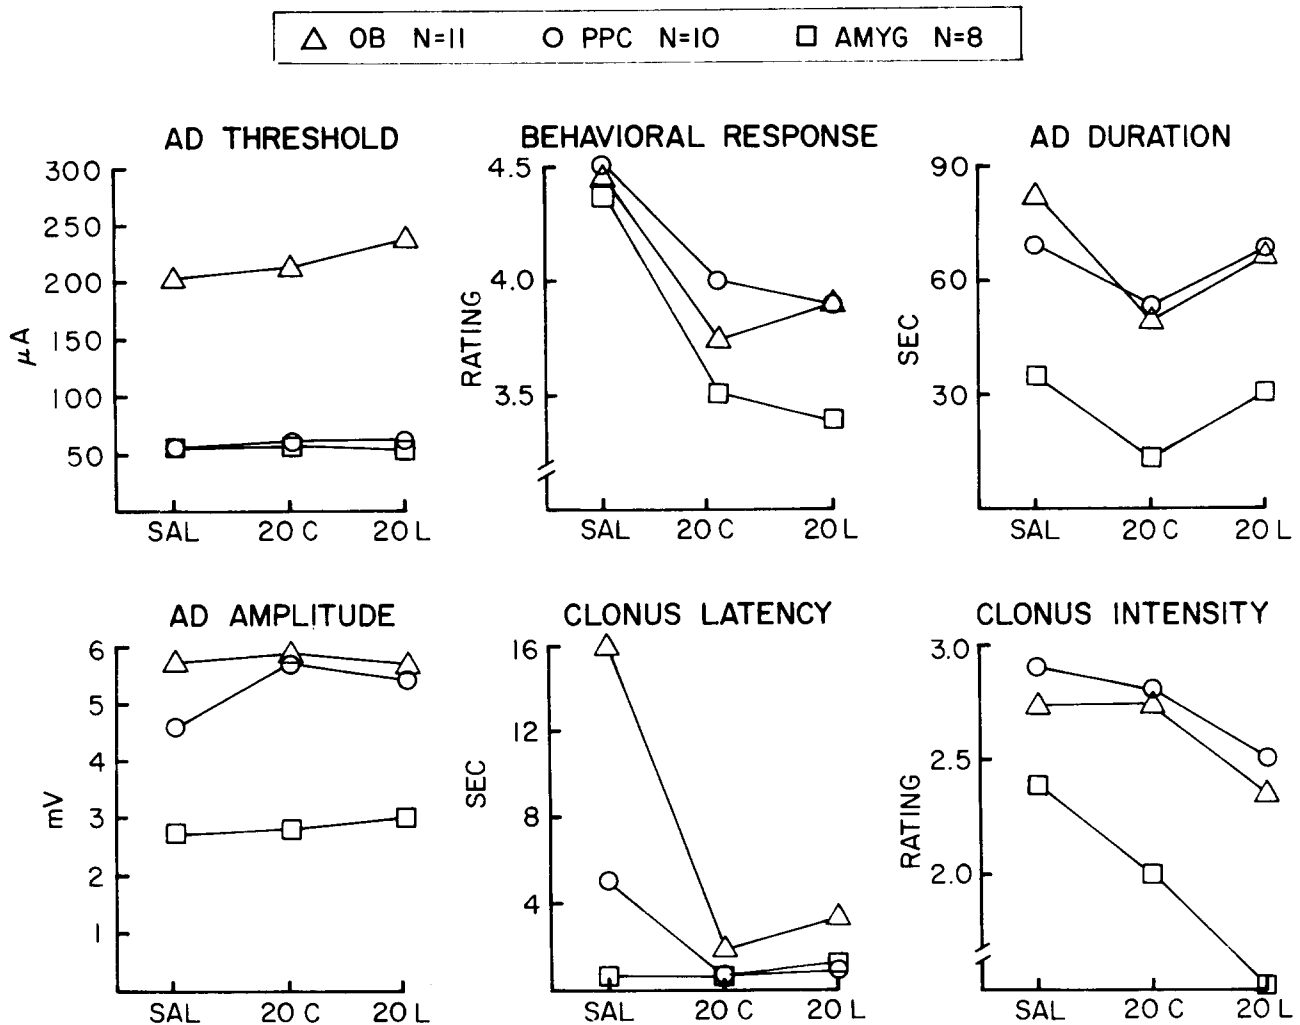 OB N=11 PPC N=10 AMYG N=8
AD THRESHOLD
300
250
200
150
100
50
µA
SAL 20 C 20 L
BEHAVIORAL RESPONSE
4.5
4.0
3.5
RATING
SAL 20 C 20 L
AD DURATION
90
60
30
SEC
SAL 20 C 20 L
AD AMPLITUDE
6
5
4
3
2
1
mV
SAL 20 C 20 L
CLONUS LATENCY
16
12
8
4
SEC
SAL 20 C 20 L
CLONUS INTENSITY
3.0
2.5
2.0
RATING
SAL 20 C 20 L